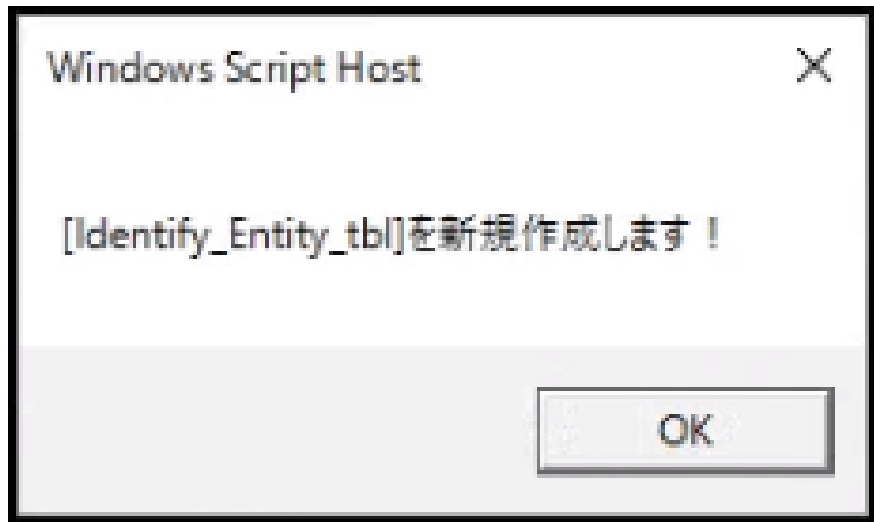 Windows Script Host
[Identify_Entity_tbl]を新規作成します！
OK